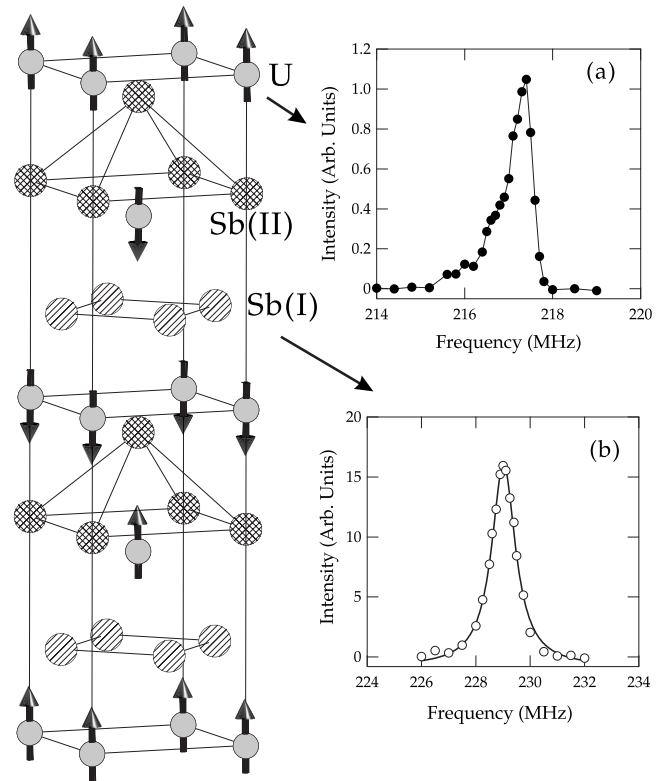 U
Sb(II)
Sb(I)
(a)
Intensity (Arb. Units)
1.2
1.0
0.8
0.6
0.4
0.2
0
214 216 218 220
Frequency (MHz)
(b)
Intensity (Arb. Units)
20
15
10
5
0
224 226 228 230 232 234
Frequency (MHz)